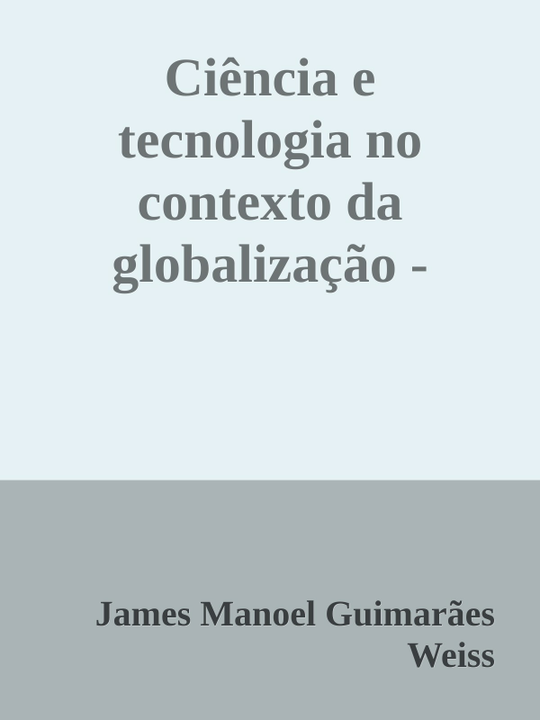 Ciência e
tecnologia no
contexto da
globalização -
James Manoel Guimarães
Weiss